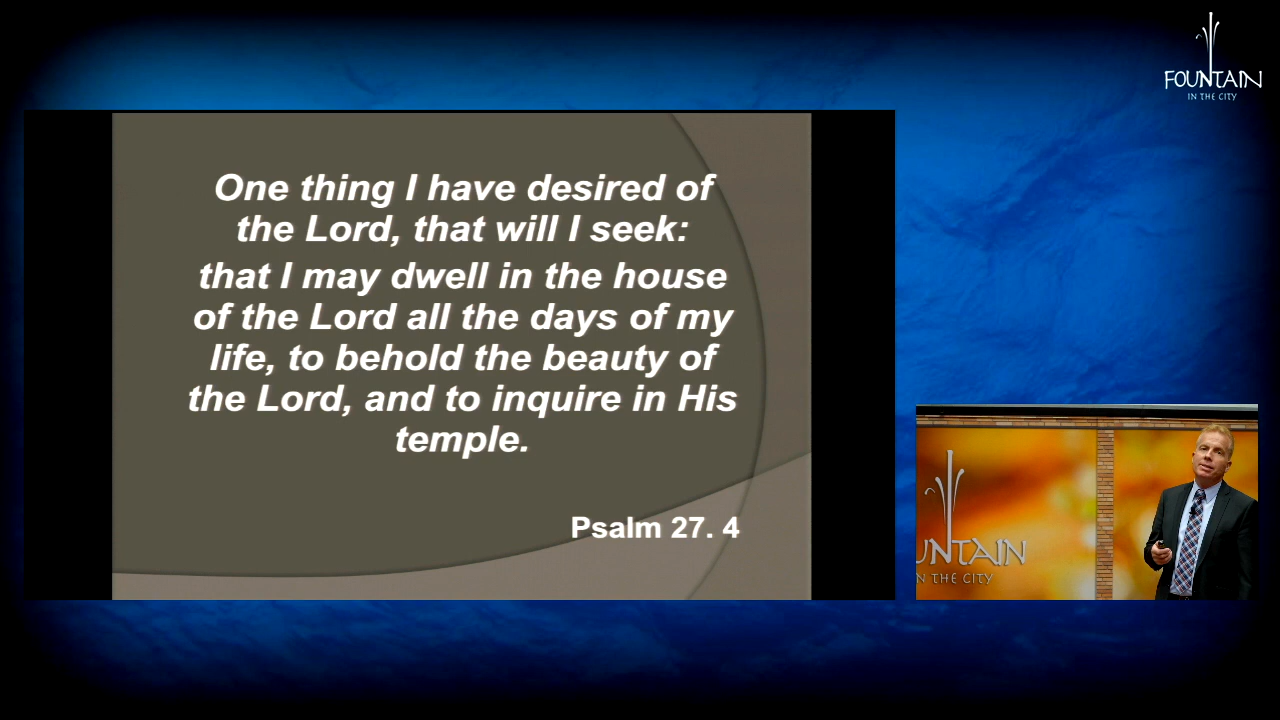 FOUNTAIN
IN THE CITY
One thing I have desired of
the Lord, that will I seek:
that I may dwell in the house
of the Lord all the days of my
life, to behold the beauty of
the Lord, and to inquire in His
temple.
Psalm 27. 4
UNTAIN
N THE CITY